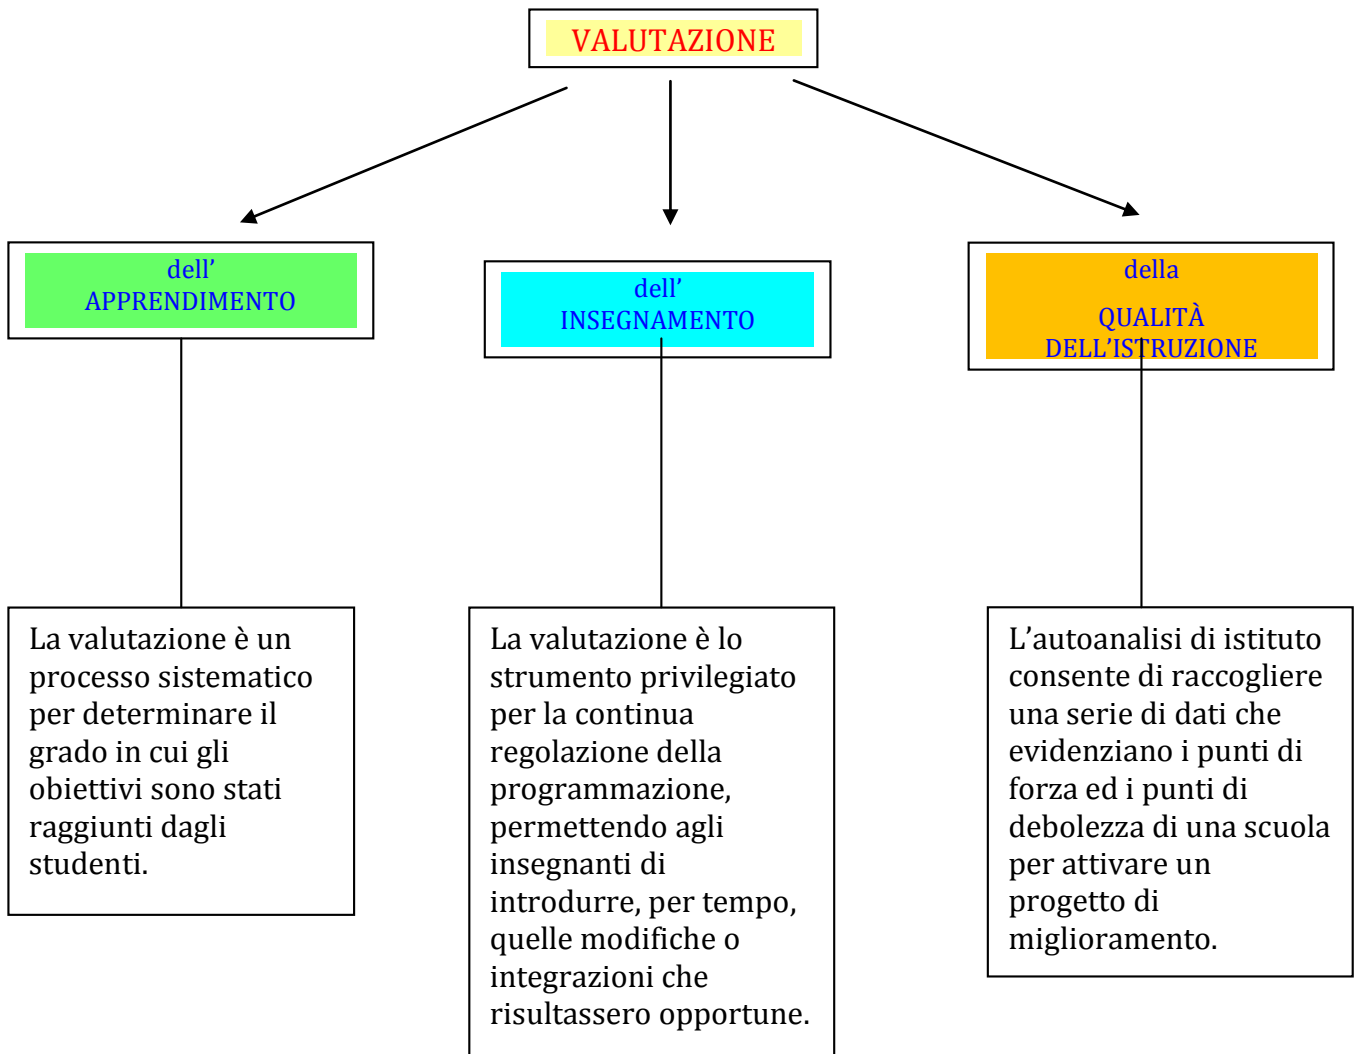 VALUTAZIONE
dell'
APPRENDIMENTO
dell'
INSEGNAMENTO
della
QUALITÀ
DELL’ISTRUZIONE
La valutazione è un
processo sistematico
per determinare il
grado in cui gli
obiettivi sono stati
raggiunti dagli
studenti.
La valutazione è lo
strumento privilegiato
per la continua
regolazione della
programmazione,
permettendo agli
insegnanti di
introdurre, per tempo,
quelle modifiche o
integrazioni che
risultassero opportune.
L’autoanalisi di istituto
consente di raccogliere
una serie di dati che
evidenziano i punti di
forza ed i punti di
debolezza di una scuola
per attivare un
progetto di
miglioramento.